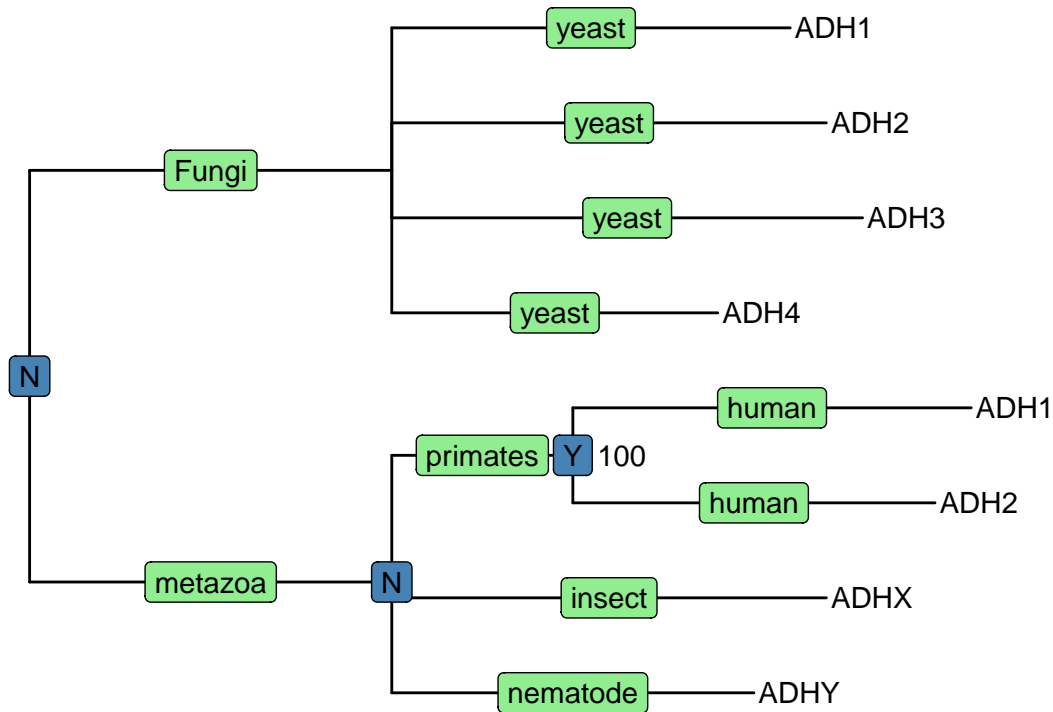 yeast ADH1
yeast ADH2
Fungi
yeast ADH3
yeast ADH4
N
human ADH1
primates Y 100
human ADH2
metazoa N
insect ADHX
nematode ADHY